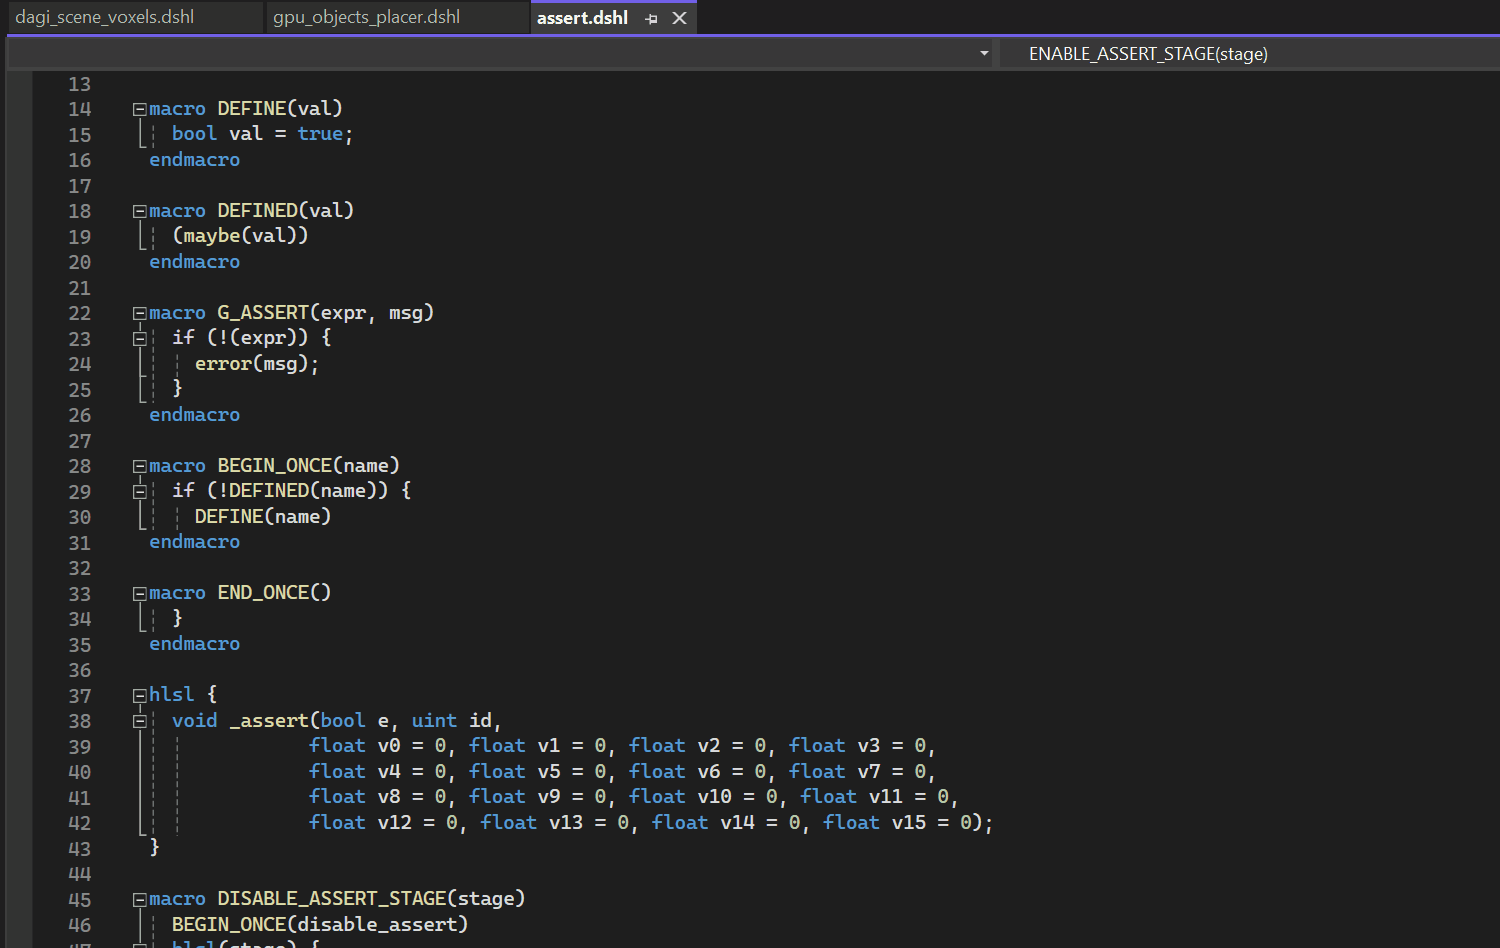 dagi_scene_voxels.dshl gpu_objects_placer.dshl assert.dshl
ENABLE_ASSERT_STAGE(stage)
13
14 macro DEFINE(val)
15 bool val = true;
16 endmacro
17
18 macro DEFINED(val)
19 (maybe(val))
20 endmacro
21
22 macro G_ASSERT(expr, msg)
23 if (!(expr)) {
24 error(msg);
25 }
26 endmacro
27
28 macro BEGIN_ONCE(name)
29 if (!DEFINED(name)) {
30 DEFINE(name)
31 endmacro
32
33 macro END_ONCE()
34 }
35 endmacro
36
37 hlsl {
38 void _assert(bool e, uint id,
39 float v0 = 0, float v1 = 0, float v2 = 0, float v3 = 0,
40 float v4 = 0, float v5 = 0, float v6 = 0, float v7 = 0,
41 float v8 = 0, float v9 = 0, float v10 = 0, float v11 = 0,
42 float v12 = 0, float v13 = 0, float v14 = 0, float v15 = 0);
43 }
44
45 macro DISABLE_ASSERT_STAGE(stage)
46 BEGIN_ONCE(disable_assert)
47 hlsl(stage) {